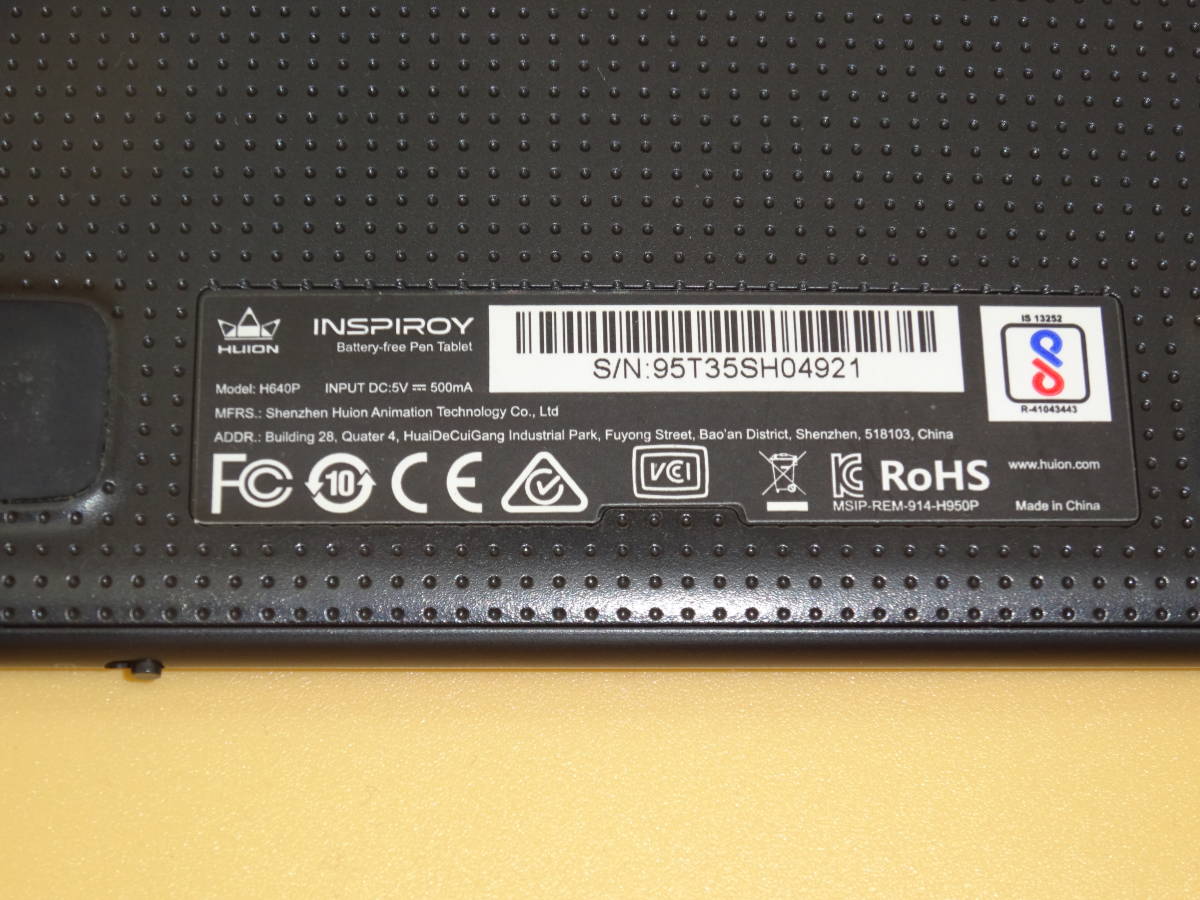 HUION
INSPIROY
Battery-free Pen Tablet
S/N:95T35SH04921
IS 13252
R-41043443
Model: H640P INPUT DC:5V ⎓ 500mA
MFRS.: Shenzhen Huion Animation Technology Co., Ltd
ADDR.: Building 28, Quater 4, HuaiDeCuiGang Industrial Park, Fuyong Street, Bao'an District, Shenzhen, 518103, China
FC 10 CE VCI RoHS www.huion.com
MSIP-REM-914-H950P Made in China